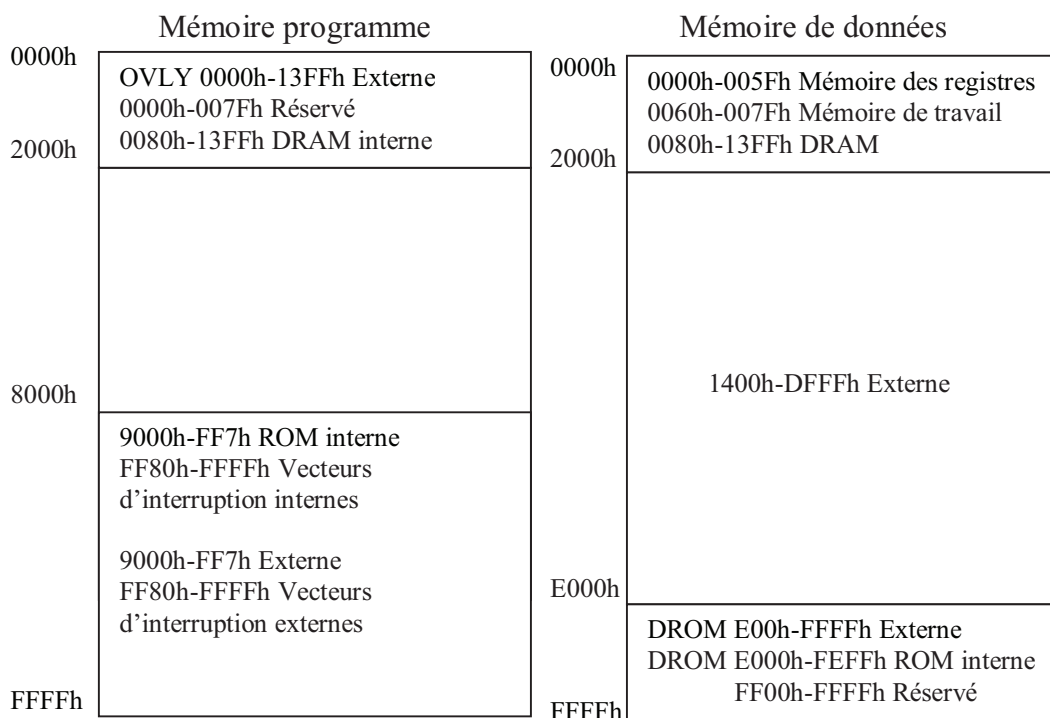 Mémoire programme
0000h
OVLY 0000h-13FFh Externe
0000h-007Fh Réservé
0080h-13FFh DRAM interne
2000h
8000h
9000h-FF7h ROM interne
FF80h-FFFFh Vecteurs
d’interruption internes
9000h-FF7h Externe
FF80h-FFFFh Vecteurs
d’interruption externes
FFFFh
Mémoire de données
0000h
0000h-005Fh Mémoire des registres
0060h-007Fh Mémoire de travail
0080h-13FFh DRAM
2000h
1400h-DFFFh Externe
E000h
DROM E00h-FFFFh Externe
DROM E000h-FEFFh ROM interne
FF00h-FFFFh Réservé
FFFFh